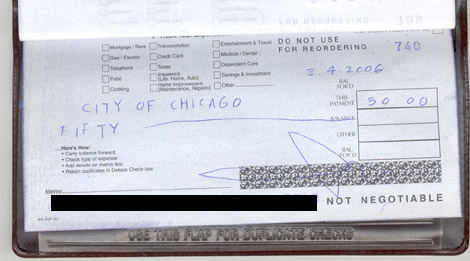 DO NOT USE
FOR REORDERING 740
Mortgage / Rent Transportation Entertainment & Travel
Gas / Electric Credit Card Medical / Dental
Telephone Taxes Dependent Care
Food Insurance (Life, Home, Auto) Savings & Investment
Clothing Home Improvement (Maintenance, Repairs) Other
3.4.2006
BAL. FOR'D
CITY OF CHICAGO THIS PAYMENT 50 00
FIFTY BALANCE
OTHER
BAL. FOR'D
Here's How:
• Carry balance forward
• Check type of expense
• Add details on memo line
• Retain duplicates in Deluxe Check box
Memo
NOT NEGOTIABLE
USE THIS FLAP FOR DUPLICATE CHECKS